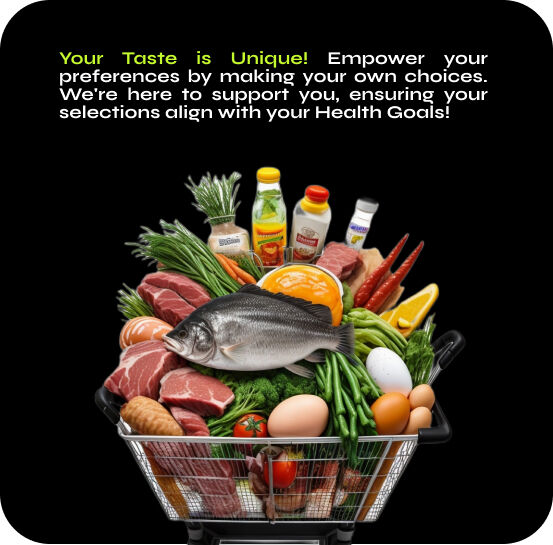 Your Taste is Unique! Empower your
preferences by making your own choices.
We're here to support you, ensuring your
selections align with your Health Goals!